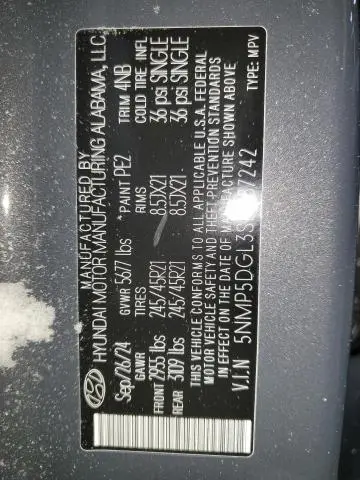 MANUFACTURED BY
HYUNDAI MOTOR MANUFACTURING ALABAMA, LLC.
Sep/26/24 GVWR 5677 lbs *PAINT PE2 TRIM 4NB
GAWR TIRES RIMS COLD TIRE INFL
FRONT 2955 lbs 245/45R21 8.5JX21 36 psi SINGLE
REAR 3109 lbs 245/45R21 8.5JX21 36 psi SINGLE
THIS VEHICLE CONFORMS TO ALL APPLICABLE U.S.A. FEDERAL
MOTOR VEHICLE SAFETY AND THEFT-PREVENTION STANDARDS
IN EFFECT ON THE DATE OF MANUFACTURE SHOWN ABOVE
V.I.N TYPE: MPV